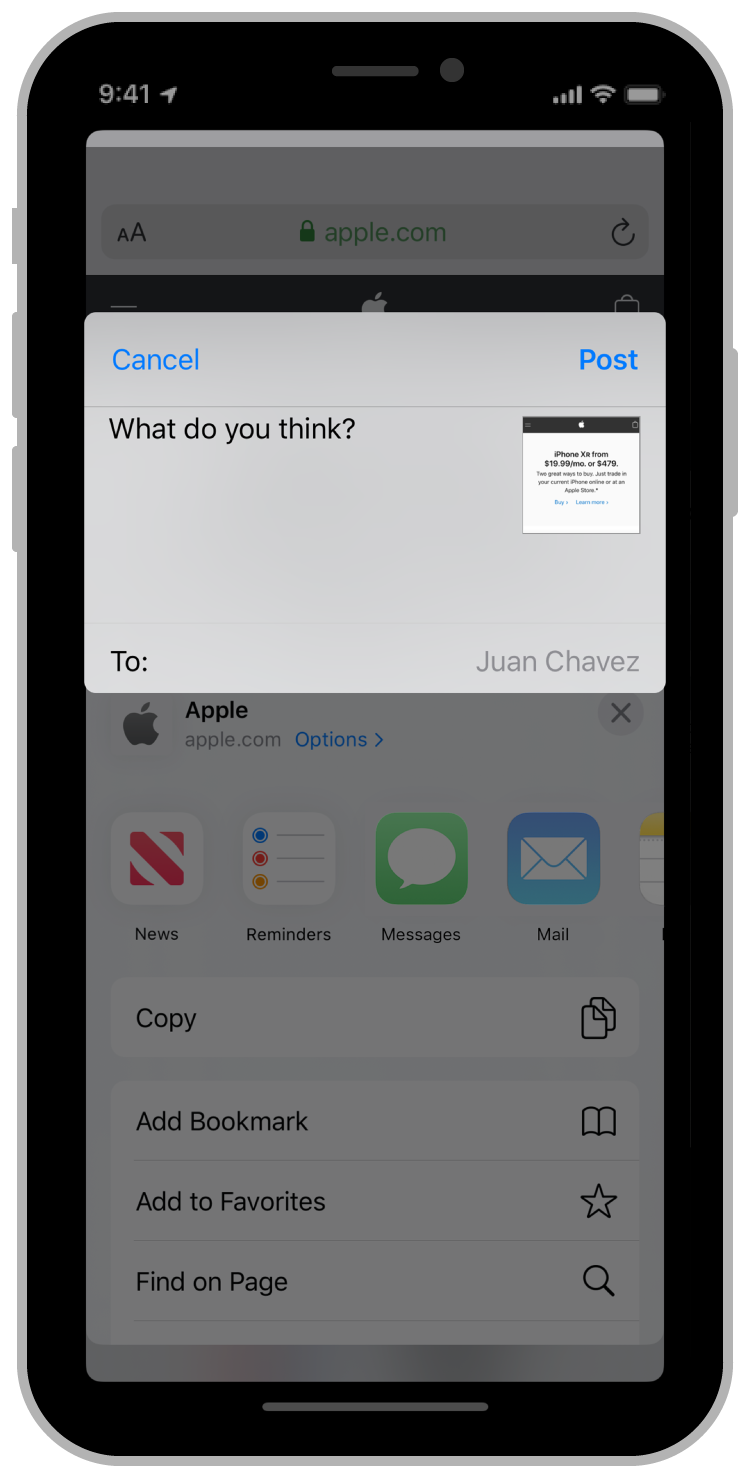 9:41
AA apple.com
Cancel Post
What do you think?
iPhone XR from
$19.99/mo. or $479.
Two great ways to buy. Just trade in
your current iPhone online or at an
Apple Store.*
Buy › Learn more ›
To: Juan Chavez
Apple
apple.com Options >
News Reminders Messages Mail
Copy
Add Bookmark
Add to Favorites
Find on Page